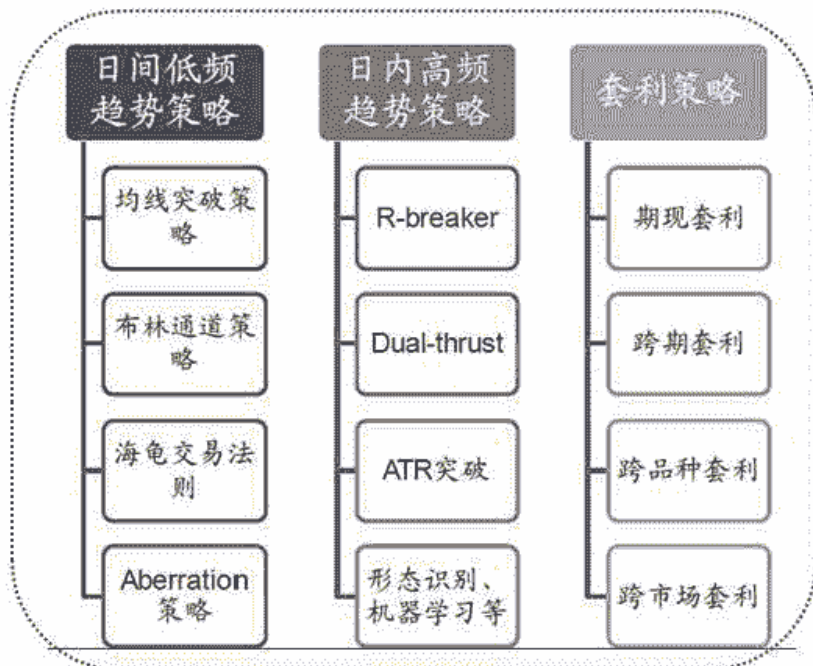 日间低频
趋势策略
均线突破策
略
布林通道策
略
海龟交易法
则
Aberration
策略
日内高频
趋势策略
R-breaker
Dual-thrust
ATR突破
形态识别、
机器学习等
套利策略
期现套利
跨期套利
跨品种套利
跨市场套利